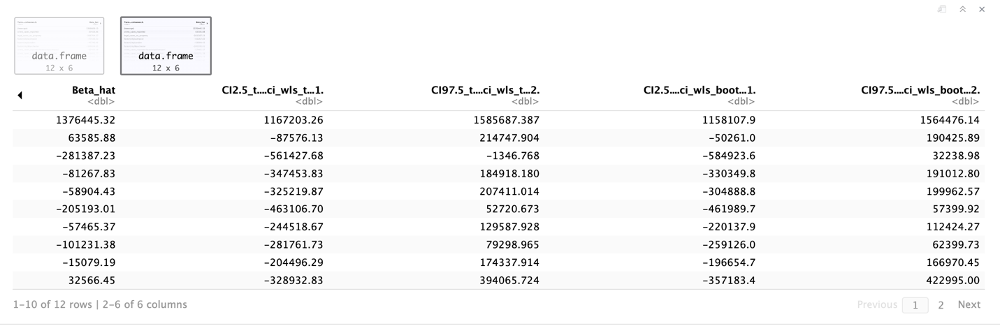 data.frame
12 x 6
data.frame
12 x 6
Beta_hat CI2.5_t....ci_wls_t...1. CI97.5_t....ci_wls_t...2. CI2.5....ci_wls_boot...1. CI97.5....ci_wls_boot...2.
<dbl> <dbl> <dbl> <dbl> <dbl>
1376445.32 1167203.26 1585687.387 1158107.9 1564476.14
63585.88 -87576.13 214747.904 -50261.0 190425.89
-281387.23 -561427.68 -1346.768 -584923.6 32238.98
-81267.83 -347453.83 184918.180 -330349.8 191012.80
-58904.43 -325219.87 207411.014 -304888.8 199962.57
-205193.01 -463106.70 52720.673 -461989.7 57399.92
-57465.37 -244518.67 129587.928 -220137.9 112424.27
-101231.38 -281761.73 79298.965 -259126.0 62399.73
-15079.19 -204496.29 174337.914 -196654.7 166970.45
32566.45 -328932.83 394065.724 -357183.4 422995.00
1-10 of 12 rows | 2-6 of 6 columns Previous 1 2 Next